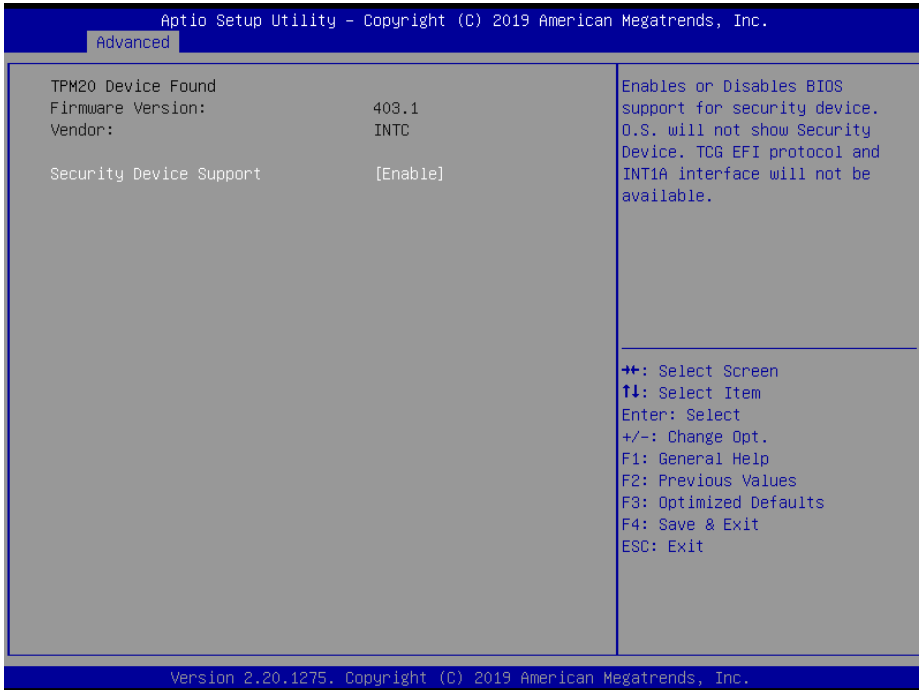 Aptio Setup Utility – Copyright (C) 2019 American Megatrends, Inc.
Advanced
TPM20 Device Found
Firmware Version: 403.1
Vendor: INTC
Security Device Support [Enable]
Enables or Disables BIOS
support for security device.
O.S. will not show Security
Device. TCG EFI protocol and
INT1A interface will not be
available.
→←: Select Screen
↑↓: Select Item
Enter: Select
+/-: Change Opt.
F1: General Help
F2: Previous Values
F3: Optimized Defaults
F4: Save & Exit
ESC: Exit
Version 2.20.1275. Copyright (C) 2019 American Megatrends, Inc.